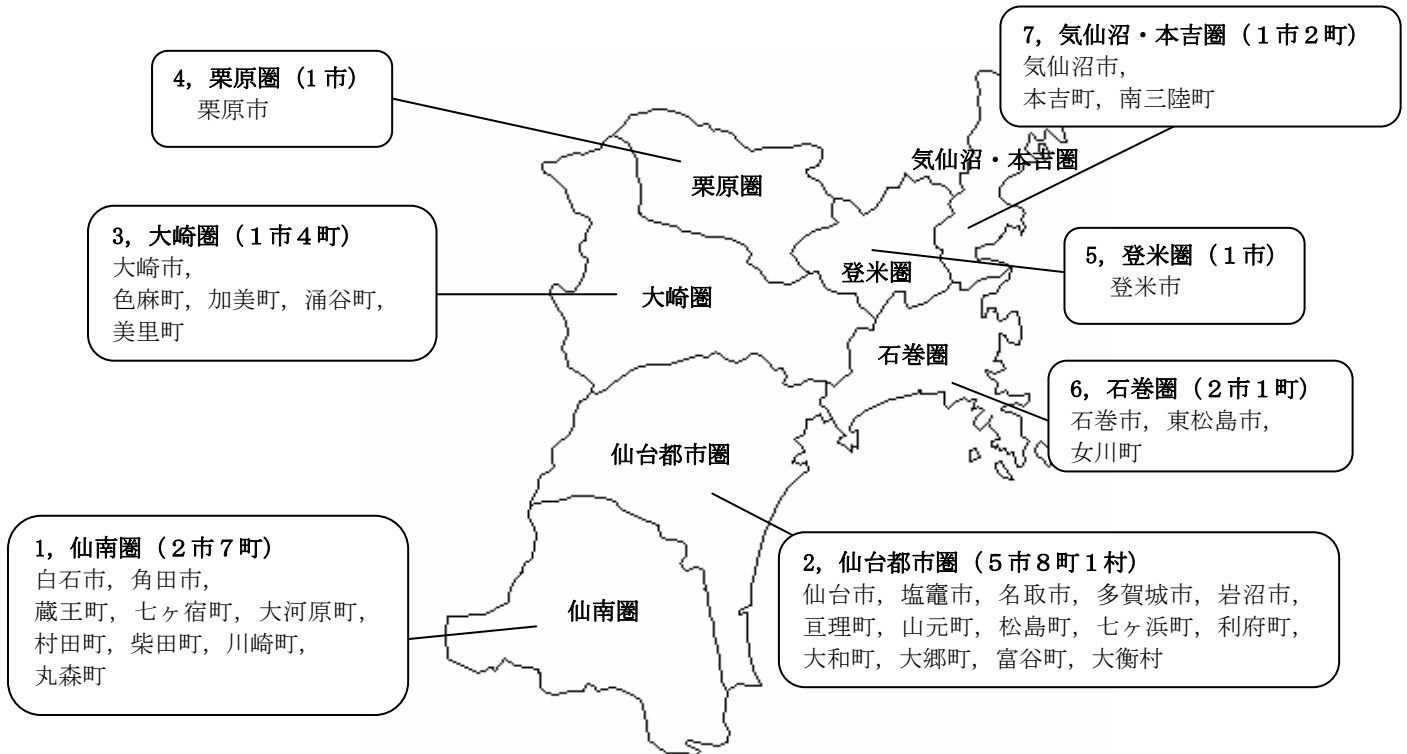 7, 気仙沼・本吉圏（1市2町）
気仙沼市,
本吉町, 南三陸町
4, 栗原圏（1市）
栗原市
気仙沼・本吉圏
栗原圏
3, 大崎圏（1市4町）
大崎市,
色麻町, 加美町, 涌谷町,
美里町
5, 登米圏（1市）
登米市
登米圏
大崎圏
石巻圏
6, 石巻圏（2市1町）
石巻市, 東松島市,
女川町
仙台都市圏
1, 仙南圏（2市7町）
白石市, 角田市,
蔵王町, 七ヶ宿町, 大河原町,
村田町, 柴田町, 川崎町,
丸森町
仙南圏
2, 仙台都市圏（5市8町1村）
仙台市, 塩竈市, 名取市, 多賀城市, 岩沼市,
亘理町, 山元町, 松島町, 七ヶ浜町, 利府町,
大和町, 大郷町, 富谷町, 大衡村